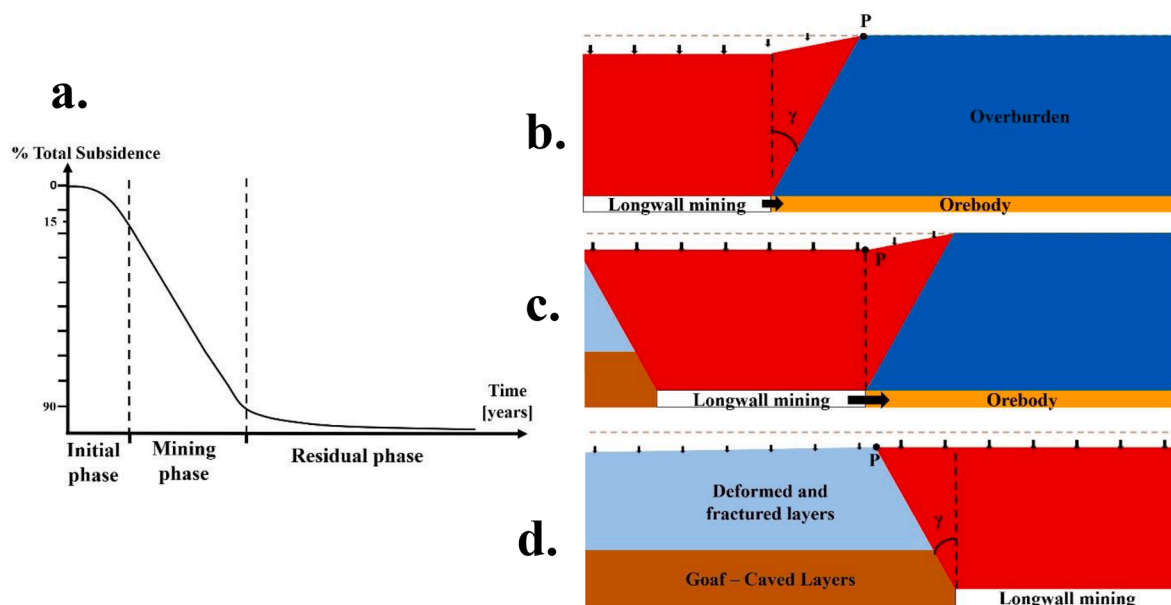 a.
% Total Subsidence
0
15
90
Time
[years]
Initial
phase
Mining
phase
Residual phase
b.
P
γ
Overburden
Longwall mining
Orebody
c.
P
Longwall mining
Orebody
d.
P
Deformed and
fractured layers
γ
Goaf – Caved Layers
Longwall mining